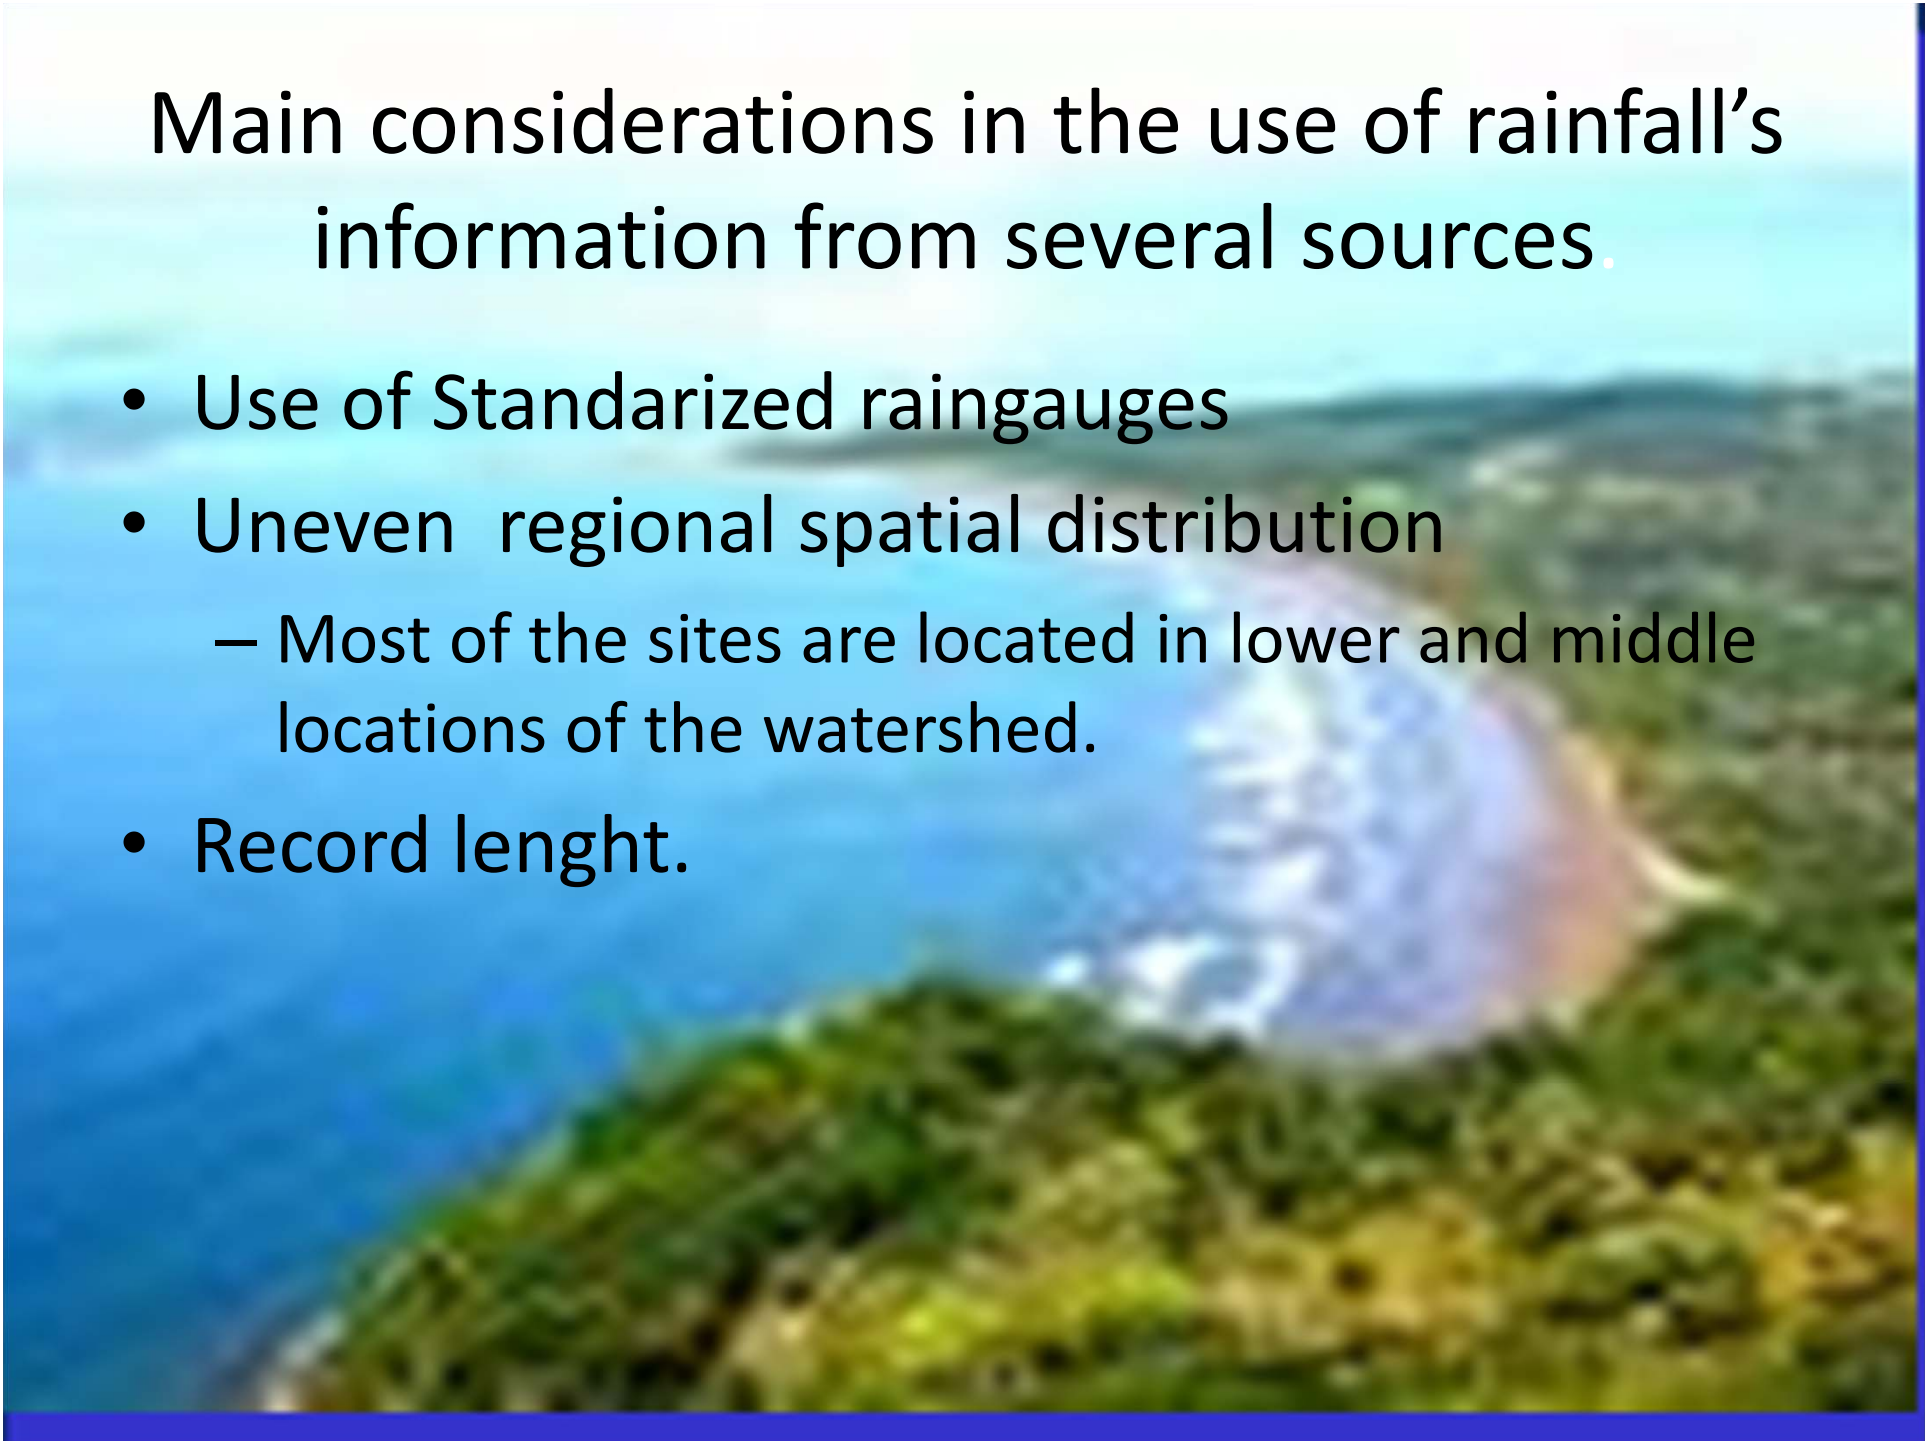 Main considerations in the use of rainfall’s
information from several sources.
• Use of Standarized raingauges
• Uneven  regional spatial distribution
– Most of the sites are located in lower and middle
locations of the watershed.
• Record lenght.